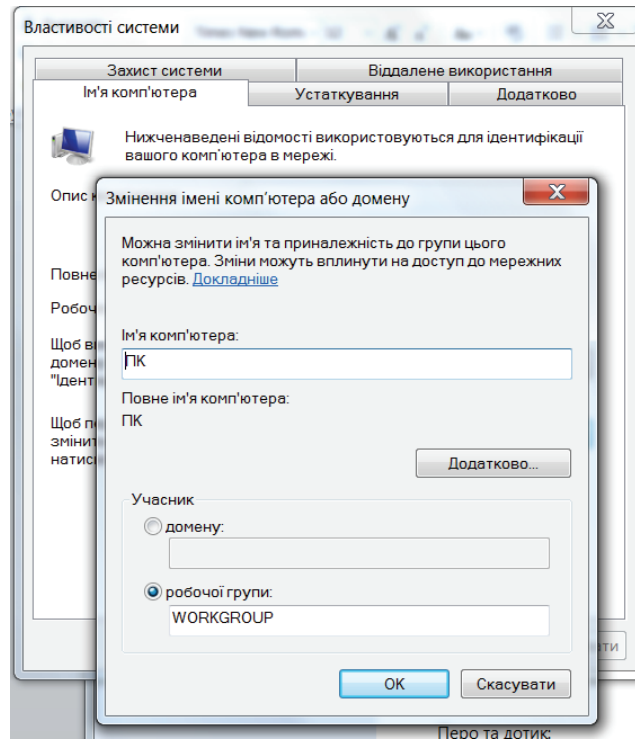 Властивості системи
Захист системи
Віддалене використання
Ім'я комп'ютера
Устаткування
Додатково
Нижченаведені відомості використовуються для ідентифікації
вашого комп'ютера в мережі.
Опис
Змінення імені комп'ютера або домену
Можна змінити ім'я та приналежність до групи цього
комп'ютера. Зміни можуть вплинути на доступ до мережних
ресурсів. Докладніше
Повне
Робоч
Ім'я комп'ютера:
Щоб
ПК
домен
"Ідент
Повне ім'я комп'ютера:
ПК
Щоб
змінит
натисн
Додатково...
Учасник
домену:
робочої групи:
WORKGROUP
ОК
Скасувати
ти
Перо та дотик: